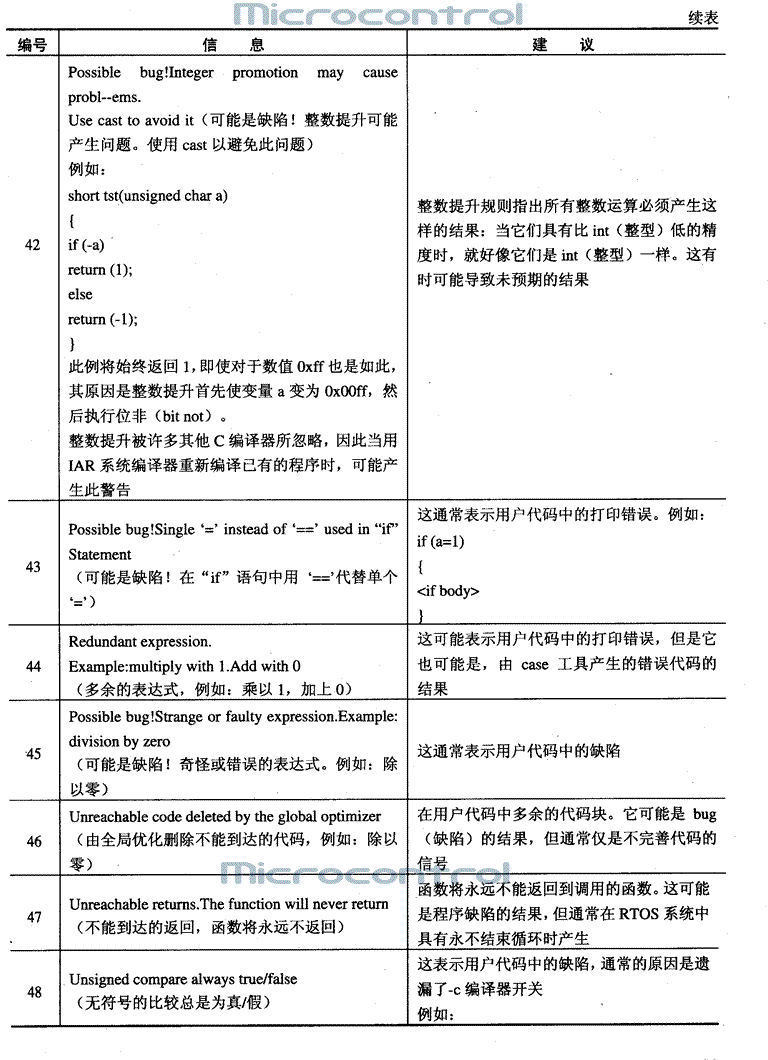 Microcontrol
续表
编号 信 息 建 议
Possible bug!Integer promotion may cause
probl--ems.
Use cast to avoid it（可能是缺陷！整数提升可能
产生问题。使用 cast 以避免此问题）
例如：
short tst(unsigned char a)
{
if (-a)
return (1);
else
return (-1);
}
此例将始终返回 1，即使对于数值 0xff 也是如此，
其原因是整数提升首先使变量 a 变为 0x00ff，然
后执行位非（bit not）。
整数提升被许多其他 C 编译器所忽略，因此当用
IAR 系统编译器重新编译已有的程序时，可能产
生此警告
42
整数提升规则指出所有整数运算必须产生这
样的结果：当它们具有比 int（整型）低的精
度时，就好像它们是 int（整型）一样。这有
时可能导致未预期的结果
43
Possible bug!Single ‘=’ instead of ‘==’ used in “if”
Statement
（可能是缺陷！在“if”语句中用 ‘==’代替单个
‘=’）
这通常表示用户代码中的打印错误。例如：
if (a=1)
{
<if body>
}
44
Redundant expression.
Example:multiply with 1.Add with 0
（多余的表达式，例如：乘以 1，加上 0）
这可能表示用户代码中的打印错误，但是它
也可能是，由 case 工具产生的错误代码的
结果
45
Possible bug!Strange or faulty expression.Example:
division by zero
（可能是缺陷！奇怪或错误的表达式。例如：除
以零）
这通常表示用户代码中的缺陷
46
Unreachable code deleted by the global optimizer
（由全局优化删除不能到达的代码，例如：除以
零）
在用户代码中多余的代码块。它可能是 bug
（缺陷）的结果，但通常仅是不完善代码的
信号
Microcontrol
47
Unreachable returns.The function will never return
（不能到达的返回，函数将永远不返回）
函数将永远不能返回到调用的函数。这可能
是程序缺陷的结果，但通常在 RTOS 系统中
具有永不结束循环时产生
48
Unsigned compare always true/false
（无符号的比较总是为真/假）
这表示用户代码中的缺陷，通常的原因是遗
漏了-c 编译器开关
例如：